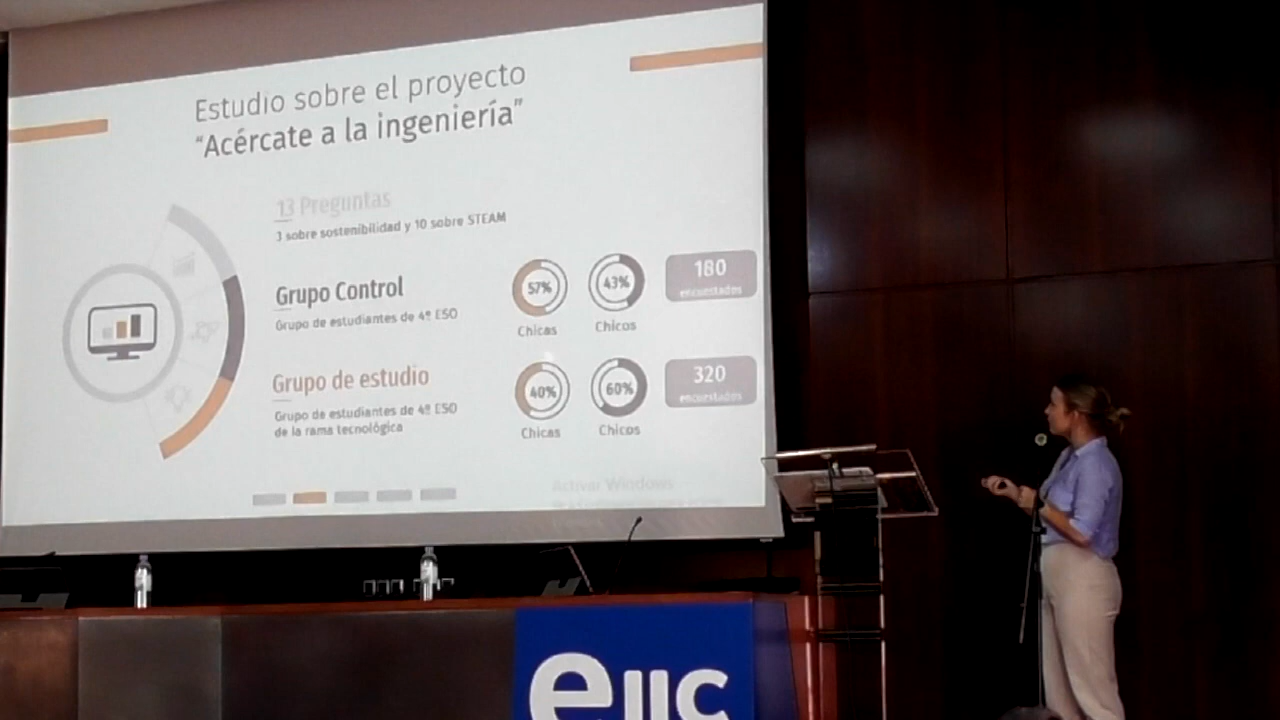 Estudio sobre el proyecto
“Acércate a la ingeniería”
13 Preguntas
3 sobre sostenibilidad y 10 sobre STEAM
Grupo Control
Grupo de estudiantes de 4º ESO
57%
Chicas
43%
Chicos
180
encuestados
Grupo de estudio
Grupo de estudiantes de 4º ESO
de la rama tecnológica
40%
Chicas
60%
Chicos
320
encuestados
Activar Windows
eiic